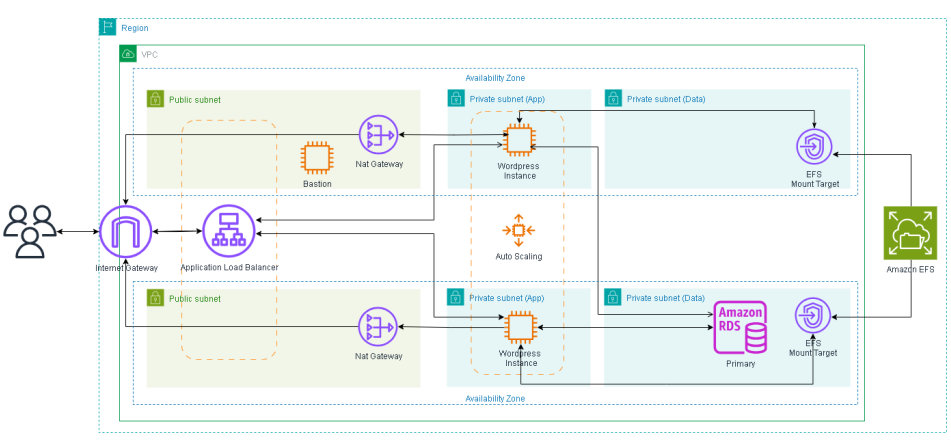 Region
VPC
Availability Zone
Public subnet
Private subnet (App)
Private subnet (Data)
Nat Gateway
Bastion
Wordpress
Instance
EFS
Mount Target
Internet Gateway
Application Load Balancer
Auto Scaling
Amazon EFS
Public subnet
Private subnet (App)
Private subnet (Data)
Nat Gateway
Wordpress
Instance
Amazon
RDS
Primary
EFS
Mount Target
Availability Zone